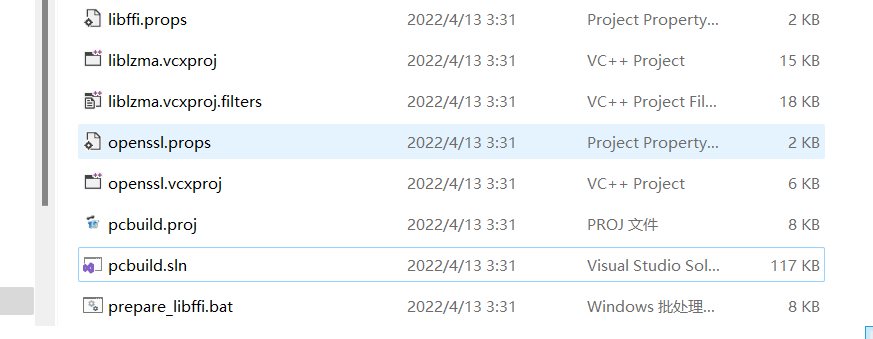 libffi.props 2022/4/13 3:31 Project Property... 2 KB
liblzma.vcxproj 2022/4/13 3:31 VC++ Project 15 KB
liblzma.vcxproj.filters 2022/4/13 3:31 VC++ Project Fil... 18 KB
openssl.props 2022/4/13 3:31 Project Property... 2 KB
openssl.vcxproj 2022/4/13 3:31 VC++ Project 6 KB
pcbuild.proj 2022/4/13 3:31 PROJ 文件 8 KB
pcbuild.sln 2022/4/13 3:31 Visual Studio Sol... 117 KB
prepare_libffi.bat 2022/4/13 3:31 Windows 批处理... 8 KB